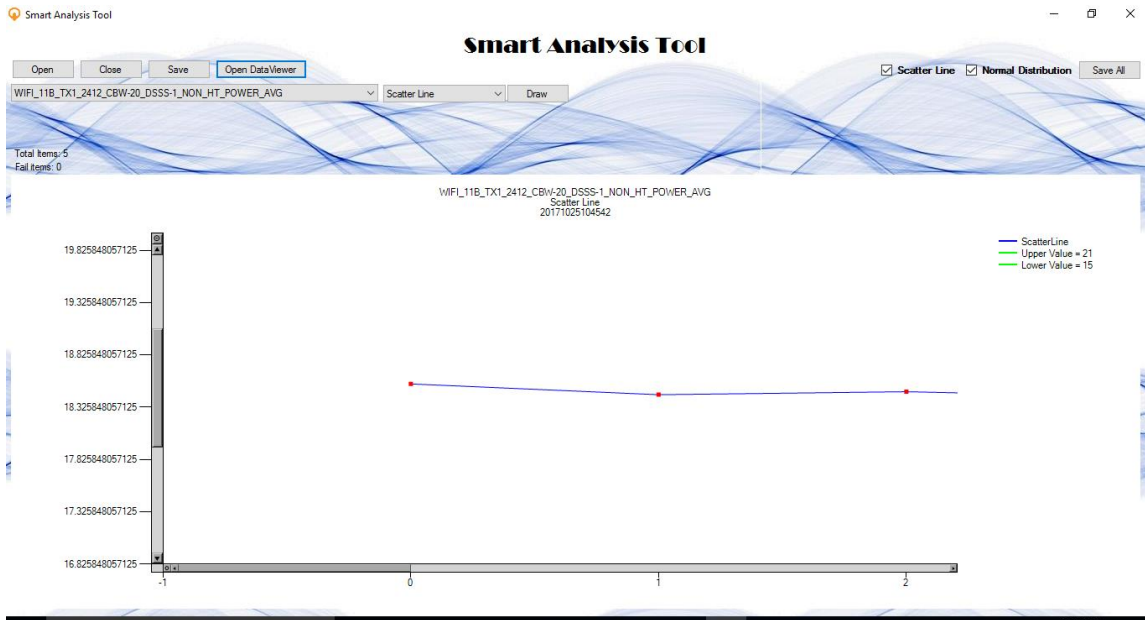 Smart Analysis Tool
Smart Analysis Tool
Open Close Save Open DataViewer Scatter Line Normal Distribution Save All
WIFI_11B_TX1_2412_CBW-20_DSSS-1_NON_HT_POWER_AVG Scatter Line Draw
Total Items: 5
Fail items: 0
WIFI_11B_TX1_2412_CBW-20_DSSS-1_NON_HT_POWER_AVG
Scatter Line
20171025104542
ScatterLine
Upper Value = 21
Lower Value = 15
19.825848057125
19.325848057125
18.825848057125
18.325848057125
17.825848057125
17.325848057125
16.825848057125
-1 0 1 2